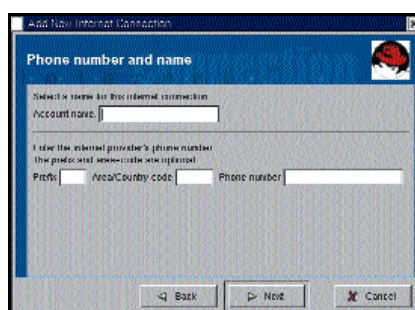 Add New Internet Connection
Phone number and name
Select a name for this internet connection
Account name:
Enter the internet provider's phone number
The prefix and area-code are optional
Prefix Area/Country code Phone number
Back Next Cancel